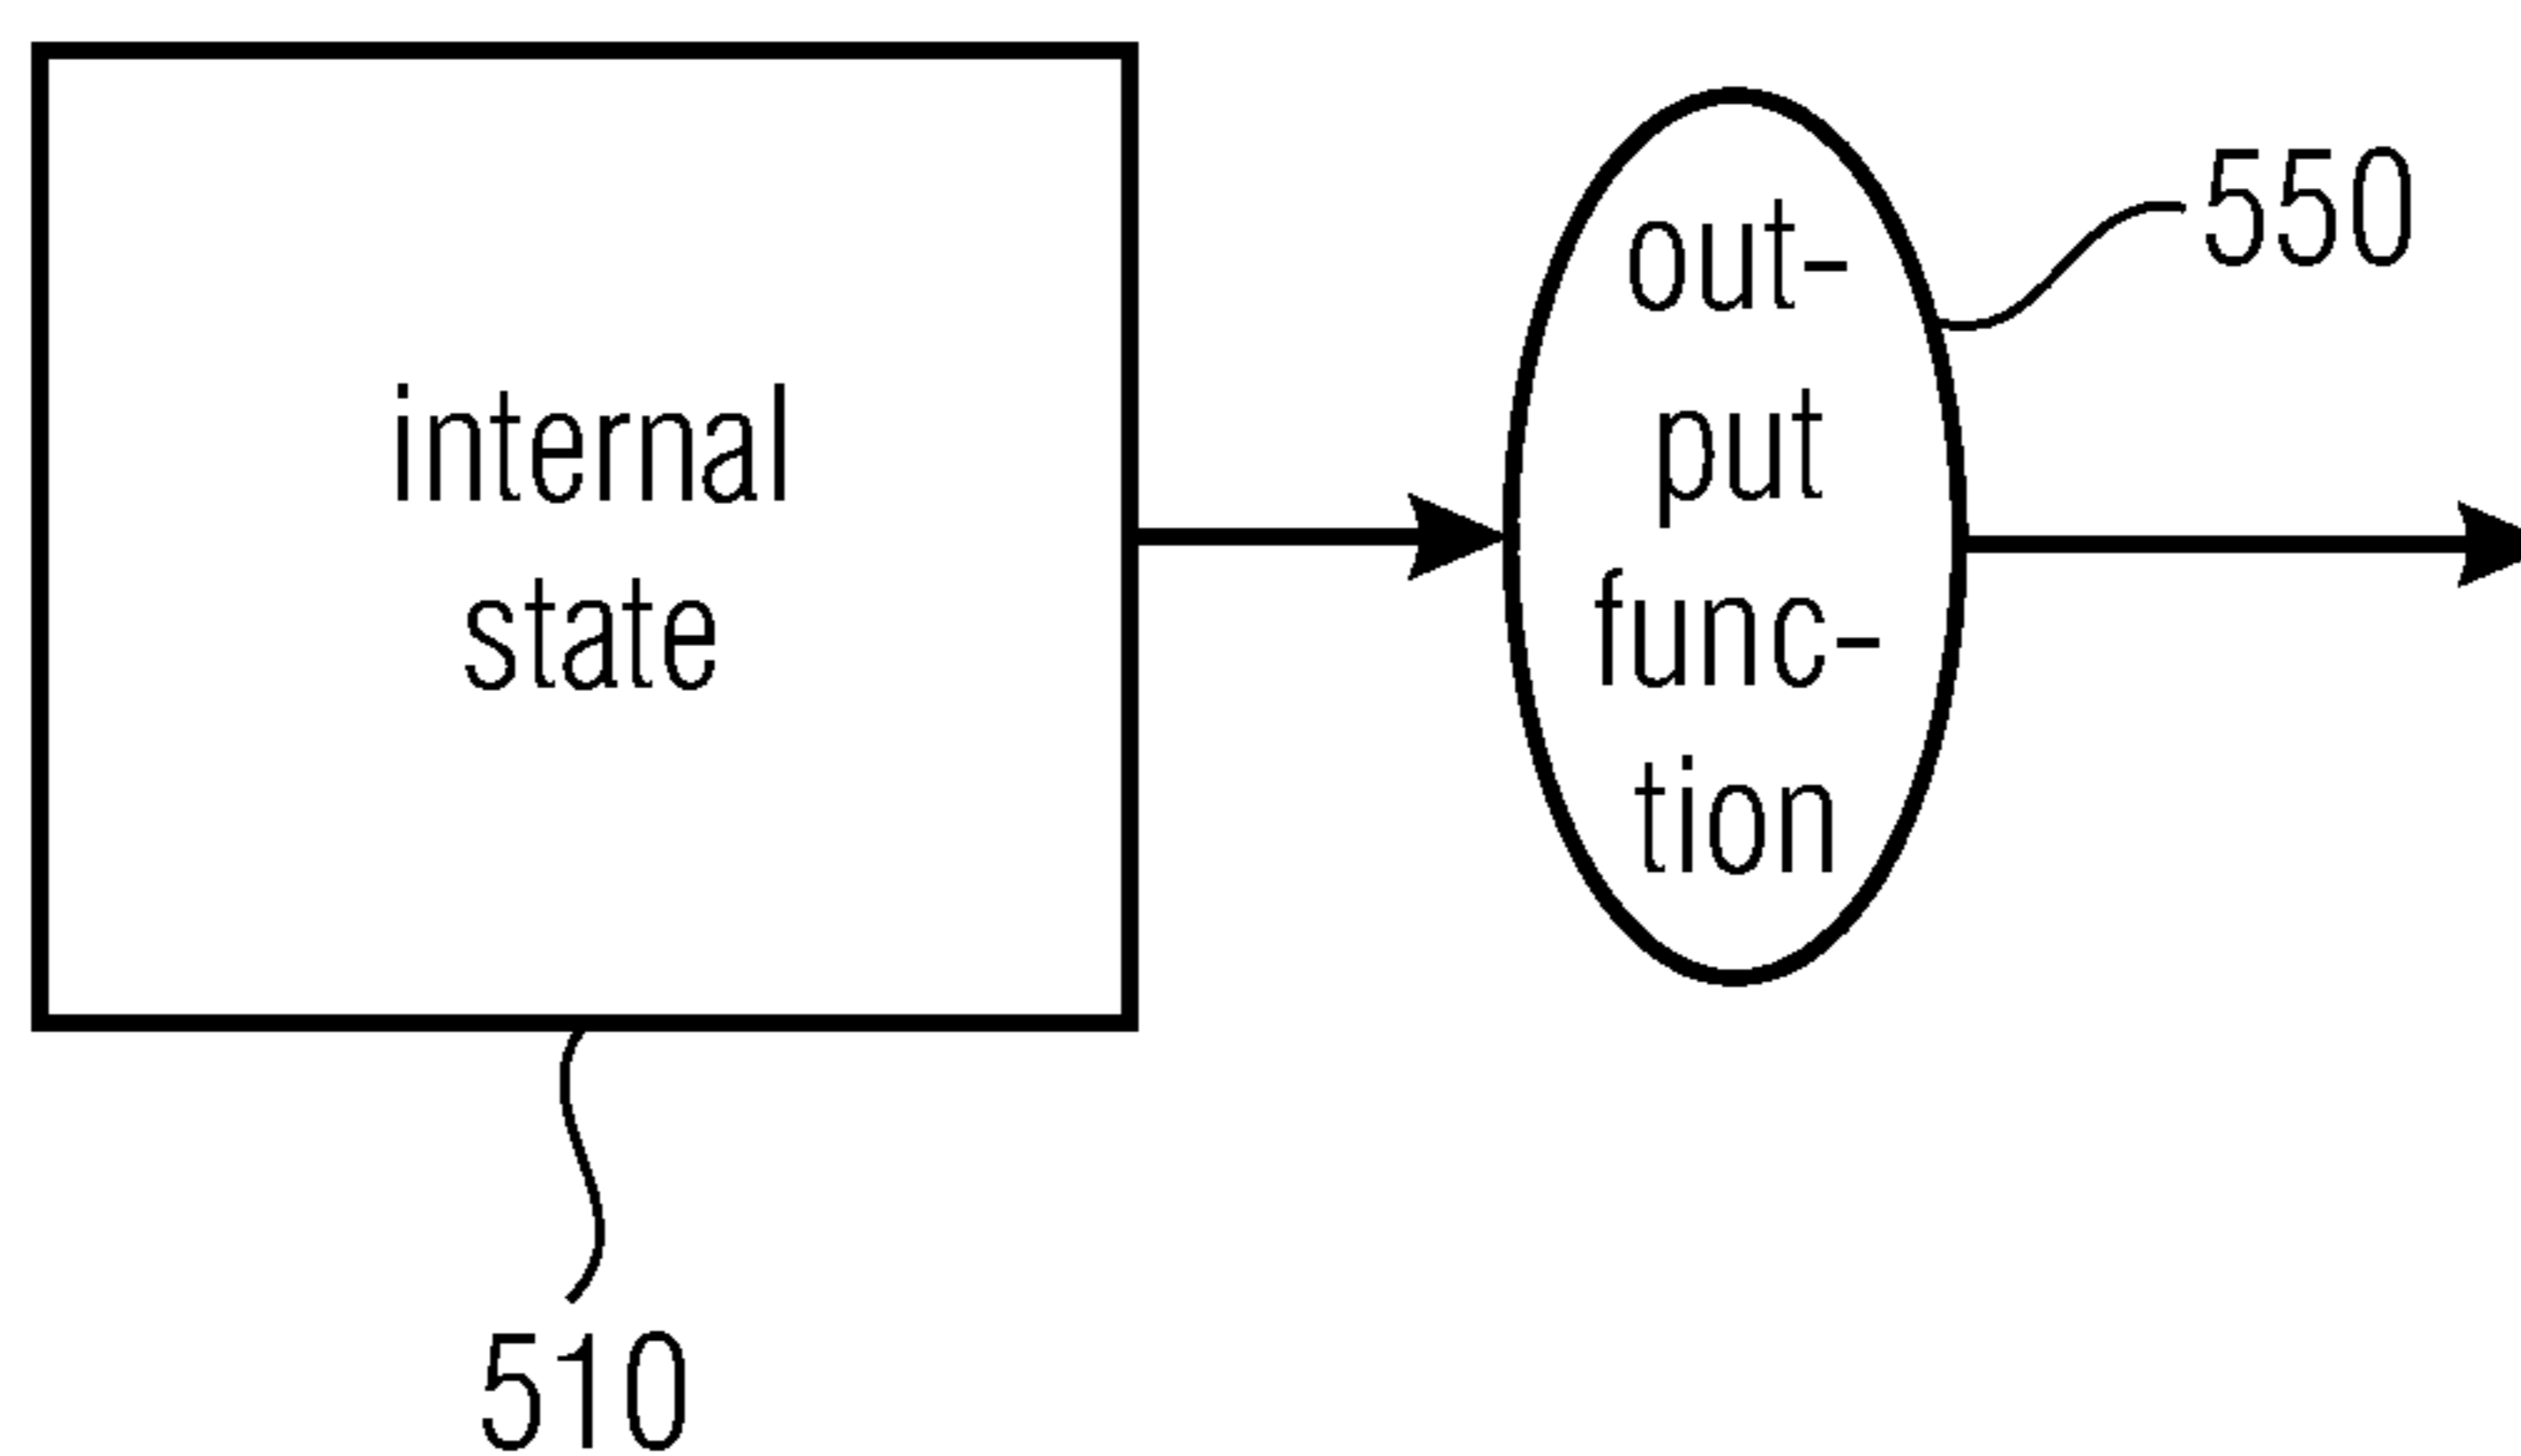 internal
state
out-
put
func-
tion
550
510